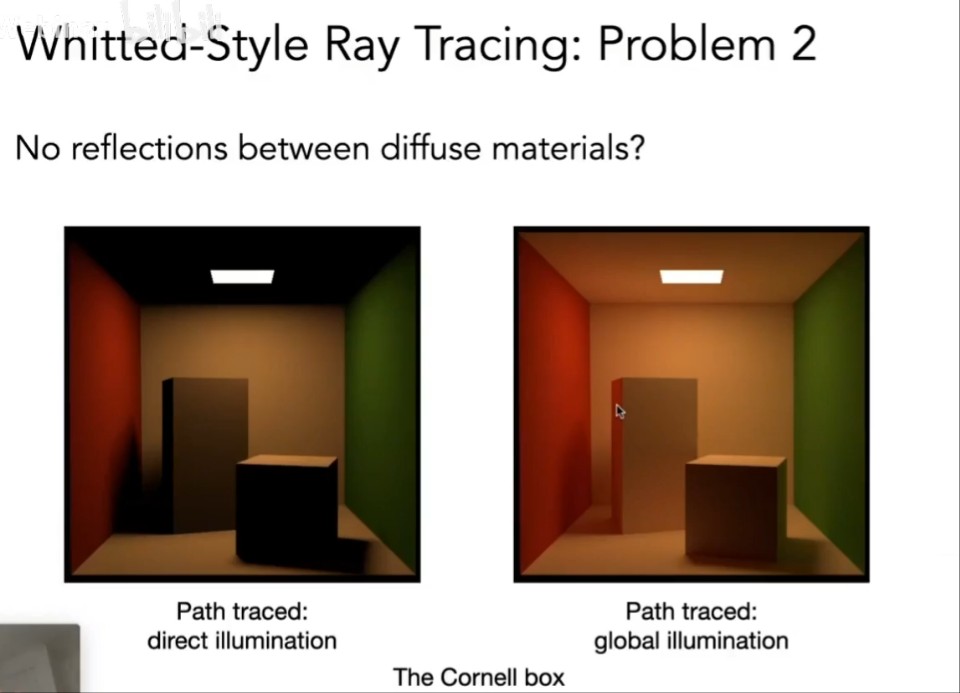 Whitted-Style Ray Tracing: Problem 2
No reflections between diffuse materials?
Path traced:
direct illumination
Path traced:
global illumination
The Cornell box